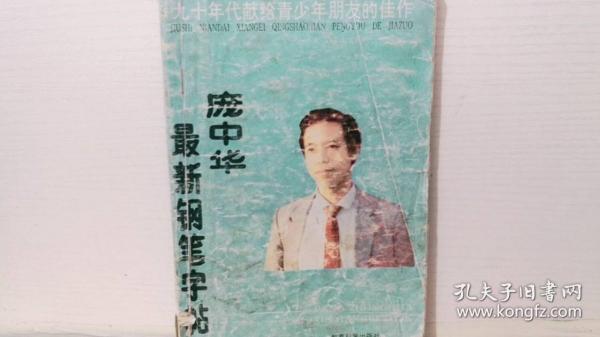 九十年代献给青少年朋友的佳作
JIUSHI NIANDAI XIANGEI QINGSHAONIAN PENGYOU DE JIAZUO
庞中华
最新钢笔字帖
孔夫子旧书网
www.kongfz.com